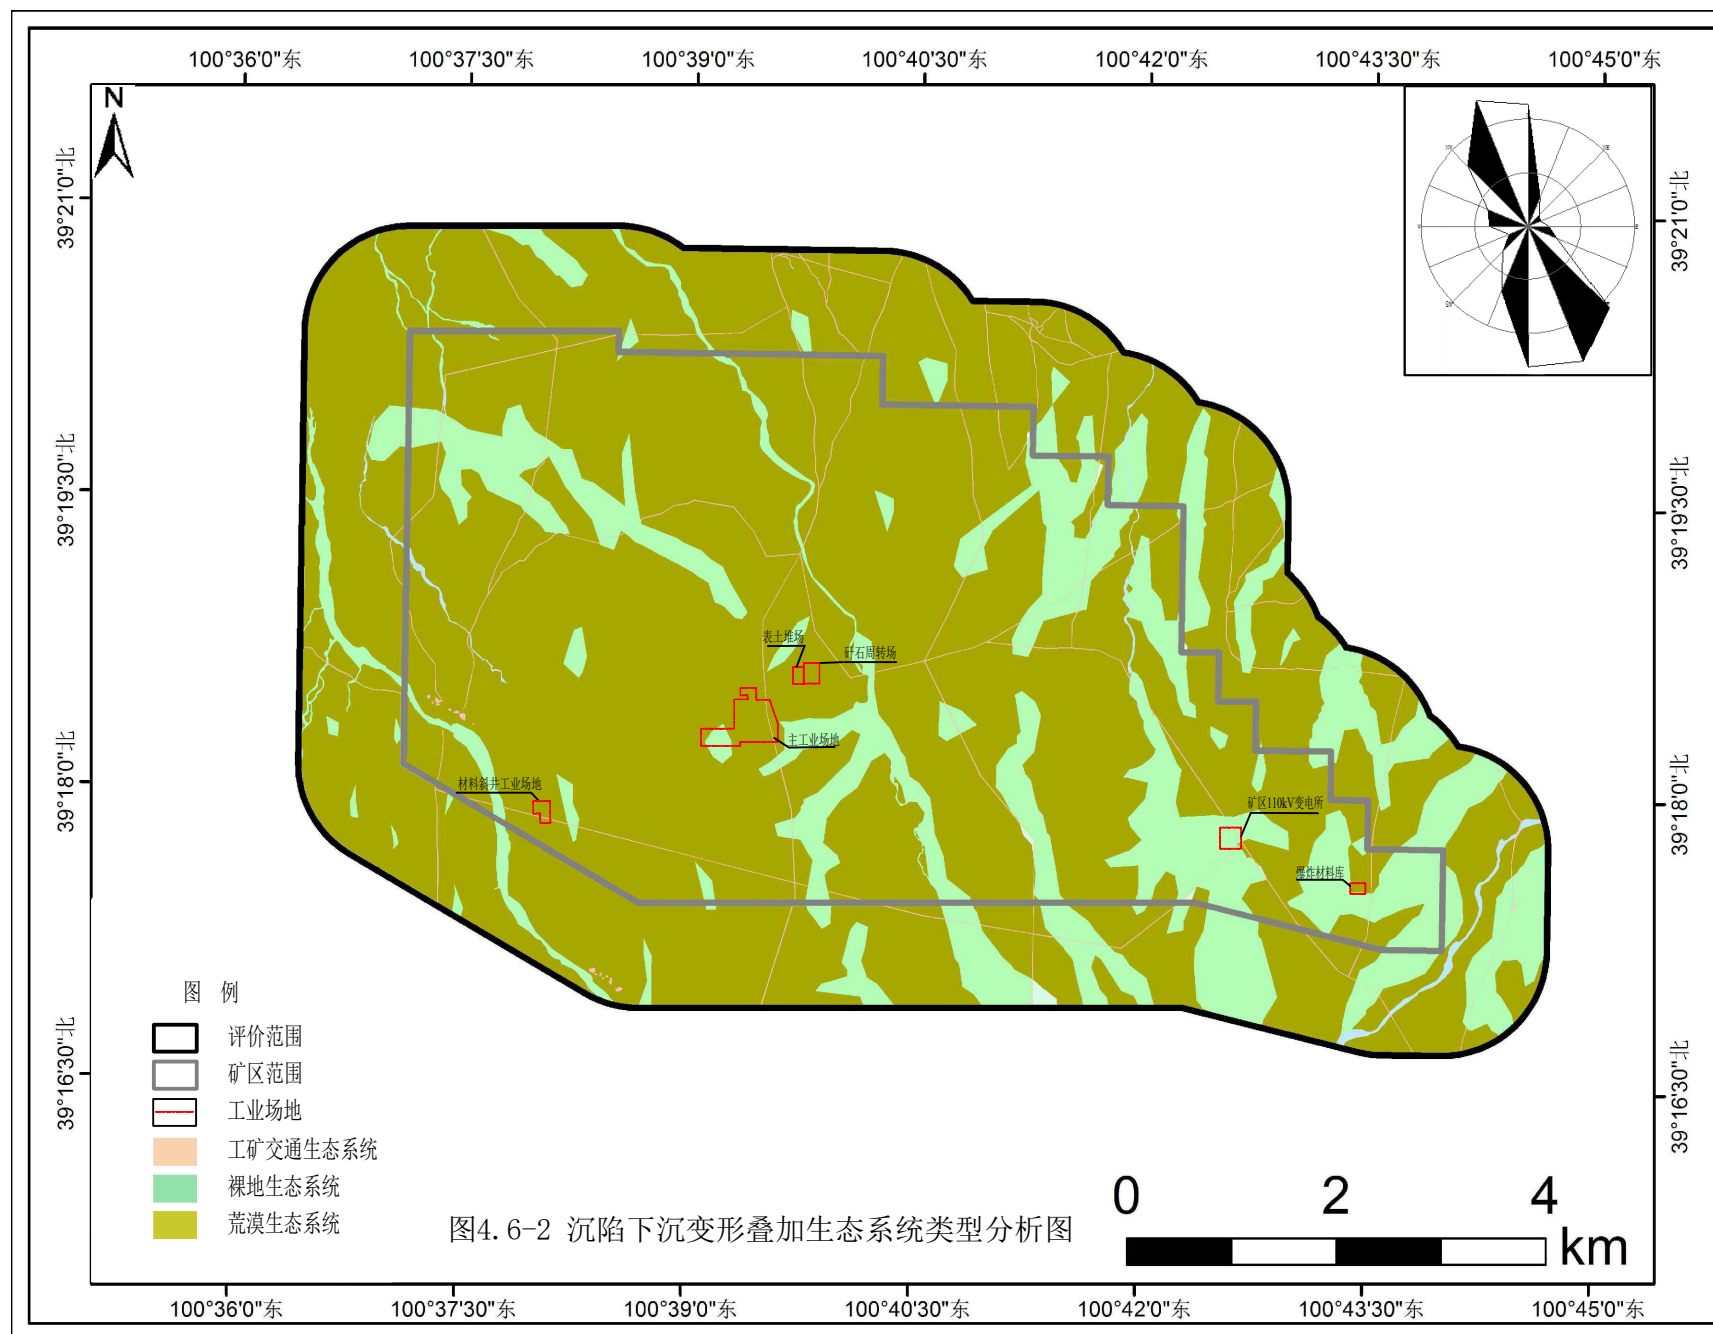 100°36'0"东
100°37'30"东
100°39'0"东
100°40'30"东
100°42'0"东
100°43'30"东
100°45'0"东
N
39°21'0"北
39°19'30"北
39°18'0"北
39°16'30"北
39°21'0"北
39°19'30"北
39°18'0"北
39°16'30"北
表土堆场
矸石周转场
主工业场地
材料斜井工业场地
矿区110kV变电所
爆炸材料库
图 例
评价范围
矿区范围
工业场地
工矿交通生态系统
裸地生态系统
荒漠生态系统
图4.6-2 沉陷下沉变形叠加生态系统类型分析图
0 2 4
km
100°36'0"东
100°37'30"东
100°39'0"东
100°40'30"东
100°42'0"东
100°43'30"东
100°45'0"东